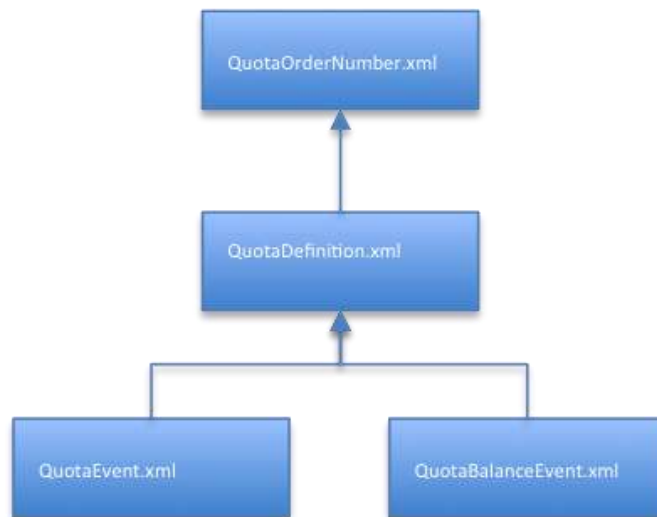 QuotaOrderNumber.xml
QuotaDefinition.xml
QuotaEvent.xml
QuotaBalanceEvent.xml